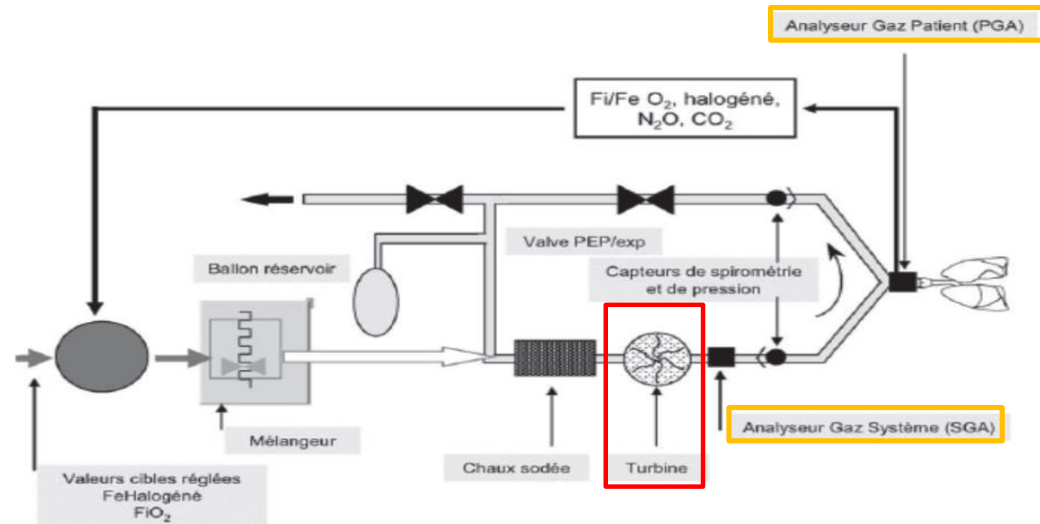 Analyseur Gaz Patient (PGA)
Fi/Fe O₂, halogéné,
N₂O, CO₂
Valve PEP/exp
Ballon réservoir
Capteurs de spirométrie
et de pression
Mélangeur
Analyseur Gaz Système (SGA)
Chaux sodée
Turbine
Valeurs cibles réglées
FeHalogéné
FiO₂